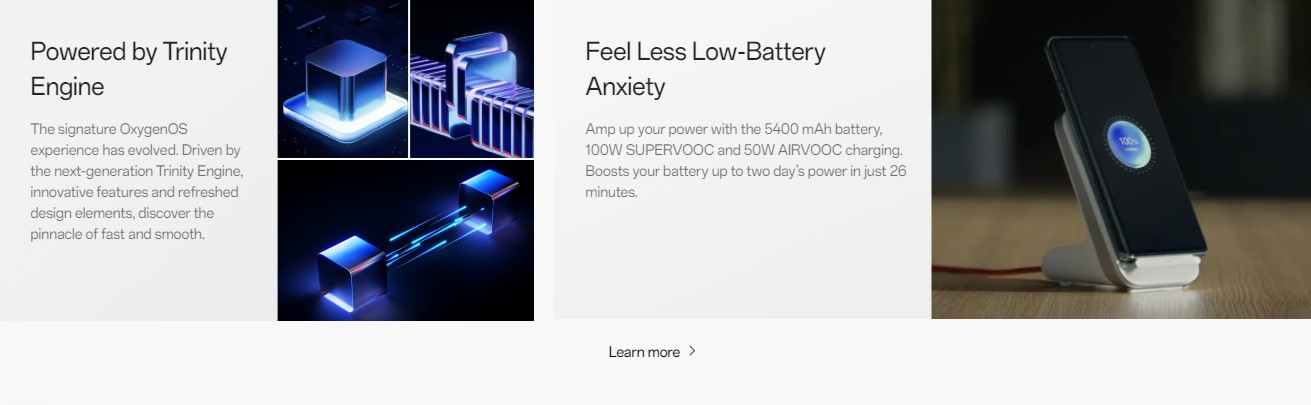 Powered by Trinity
Engine
The signature OxygenOS
experience has evolved. Driven by
the next-generation Trinity Engine,
innovative features and refreshed
design elements, discover the
pinnacle of fast and smooth.
Feel Less Low-Battery
Anxiety
Amp up your power with the 5400 mAh battery,
100W SUPERVOOC and 50W AIRVOOC charging.
Boosts your battery up to two day's power in just 26
minutes.
100%
Learn more